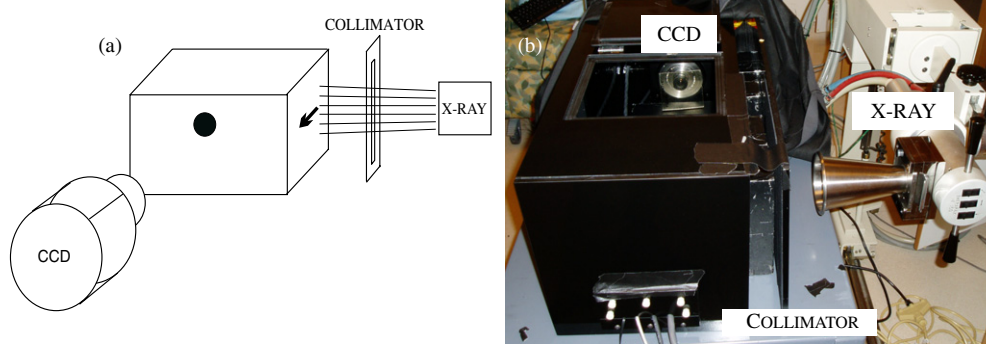 (a)
COLLIMATOR
X-RAY
CCD
(b)
CCD
X-RAY
COLLIMATOR